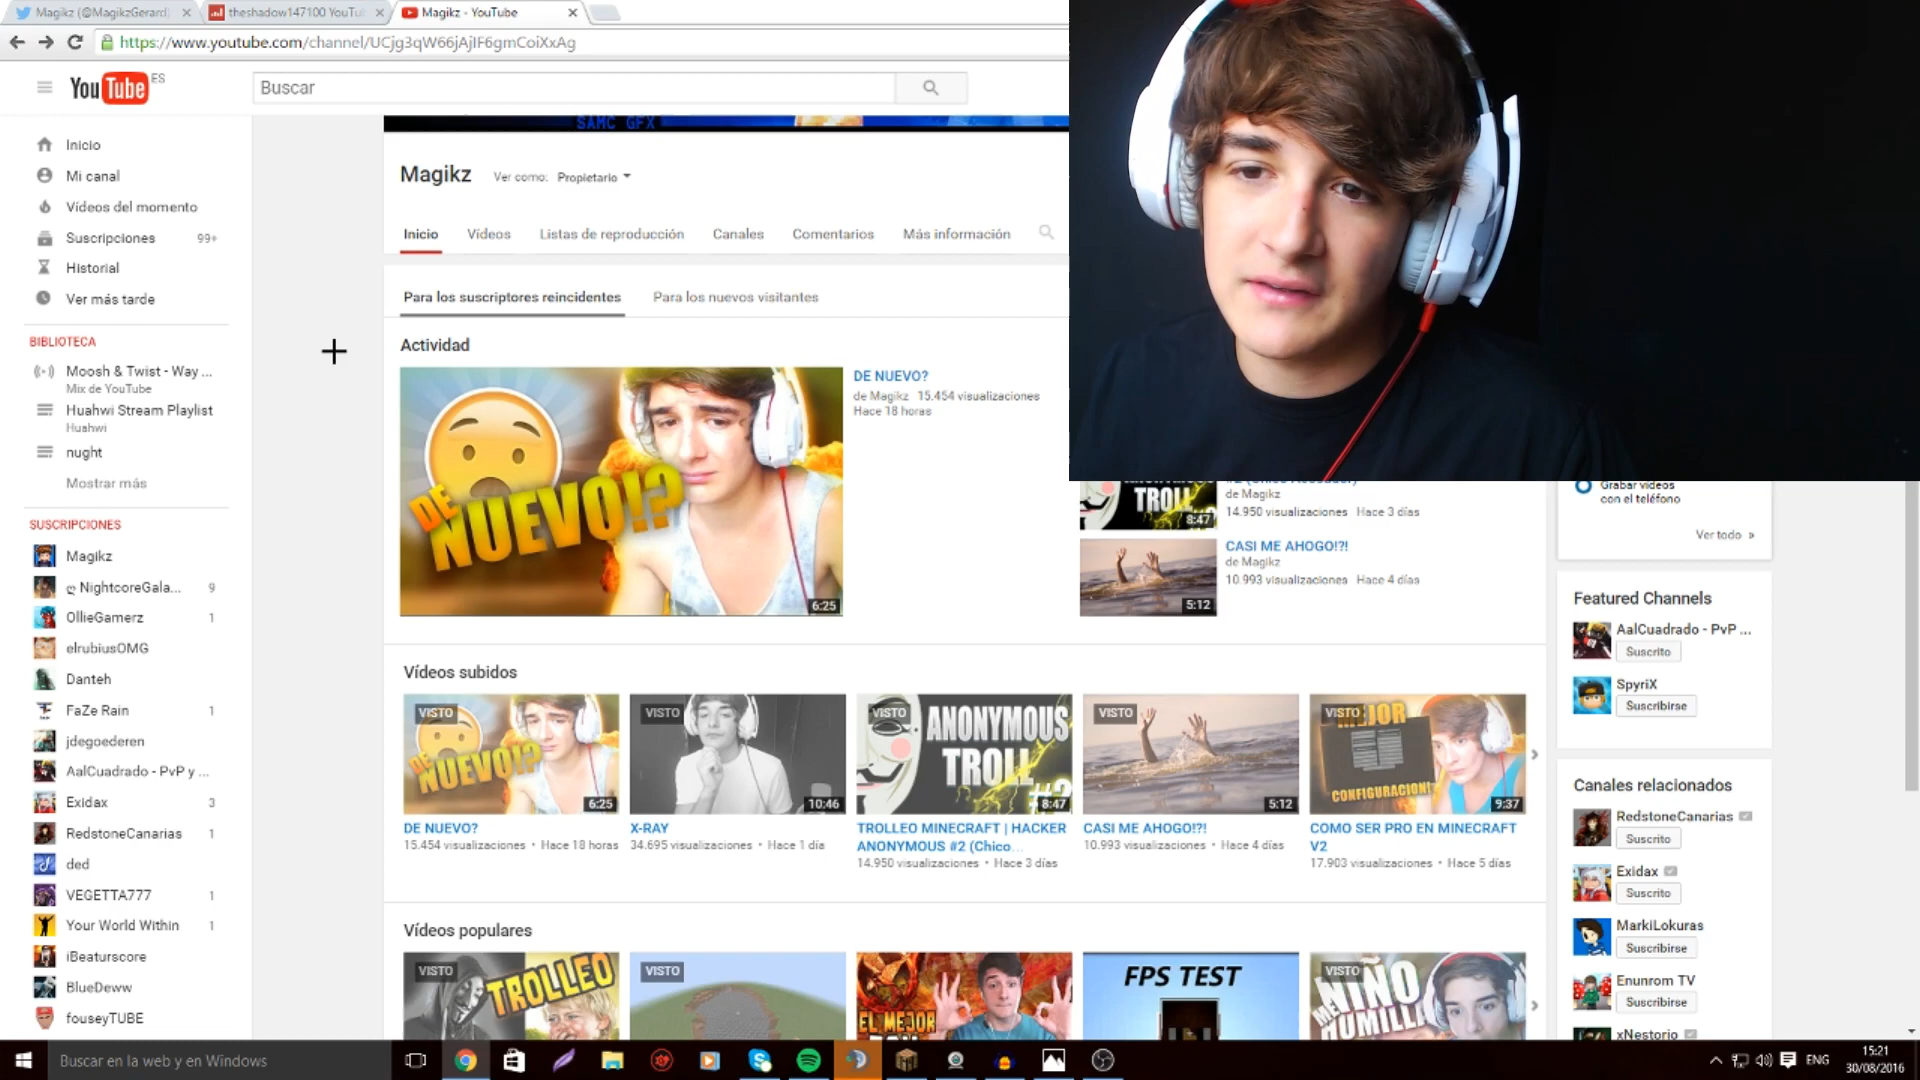 Magikz (@MagikzGerard)
theshadow147100 YouTu
Magikz - YouTube
https://www.youtube.com/channel/UCjg3qW66jAjIF6gmCoiXxAg
YouTube ES
Buscar
Inicio
Mi canal
Vídeos del momento
Suscripciones 99+
Historial
Ver más tarde
BIBLIOTECA
Moosh & Twist - Way ...
Mix de YouTube
Huahwi Stream Playlist
Huahwi
nught
Mostrar más
SUSCRIPCIONES
Magikz
ღ NightcoreGala... 9
OllieGamerz 1
elrubiusOMG
Danteh
FaZe Rain 1
jdegoederen
AalCuadrado - PvP y ...
Exidax 3
RedstoneCanarias 1
ded
VEGETTA777 1
Your World Within 1
iBeaturscore
BlueDeww
fouseyTUBE
SAMC GFX
Magikz Ver como: Propietario
Inicio Vídeos Listas de reproducción Canales Comentarios Más información
Para los suscriptores reincidentes Para los nuevos visitantes
Actividad
DE NUEVO!?
6:25
DE NUEVO?
de Magikz 15.454 visualizaciones
Hace 18 horas
TROLL
8:47
de Magikz
14.950 visualizaciones Hace 3 días
5:12
CASI ME AHOGO!?!
de Magikz
10.993 visualizaciones Hace 4 días
Vídeos subidos
VISTO
DE NUEVO!?
6:25
DE NUEVO?
15.454 visualizaciones • Hace 18 horas
VISTO
10:46
X-RAY
34.695 visualizaciones • Hace 1 día
VISTO
ANONYMOUS
TROLL
#2
8:47
TROLLEO MINECRAFT | HACKER
ANONYMOUS #2 (Chico...
14.950 visualizaciones • Hace 3 días
VISTO
5:12
CASI ME AHOGO!?!
10.993 visualizaciones • Hace 4 días
VISTO
MEJOR
CONFIGURACION!
9:37
COMO SER PRO EN MINECRAFT
V2
17.903 visualizaciones • Hace 5 días
Vídeos populares
VISTO
TROLLEO
VISTO
EL MEJOR
FPS TEST
VISTO
NIÑO
HUMILLA
Grabar vídeos
con el teléfono
Ver todo »
Featured Channels
AalCuadrado - PvP ...
Suscrito
SpyriX
Suscribirse
Canales relacionados
RedstoneCanarias
Suscrito
Exidax
Suscrito
MarkiLokuras
Suscribirse
Enunrom TV
Suscribirse
xNestorio
Buscar en la web y en Windows
ENG
15:21
30/08/2016